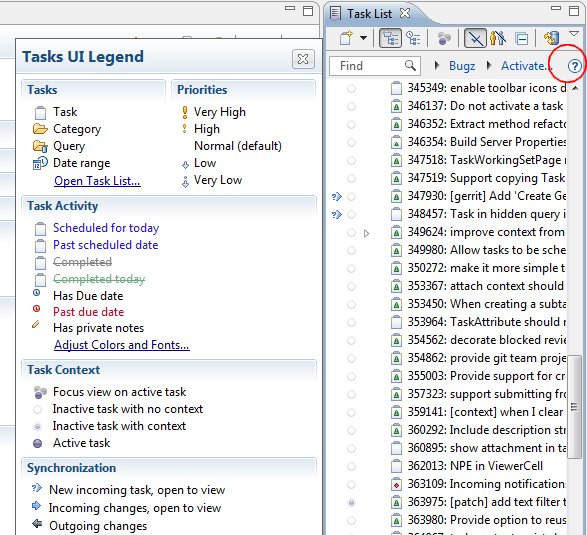 Tasks UI Legend
Tasks
Task
Category
Query
Date range
Open Task List...
Priorities
Very High
High
Normal (default)
Low
Very Low
Task Activity
Scheduled for today
Past scheduled date
Completed
Completed today
Has Due date
Past due date
Has private notes
Adjust Colors and Fonts...
Task Context
Focus view on active task
Inactive task with no context
Inactive task with context
Active task
Synchronization
New incoming task, open to view
Incoming changes, open to view
Outgoing changes
Task List
Find
Bugz
Activate...
345349: enable toolbar icons d
346137: Do not activate a task
346352: Extract method refacto
346354: Build Server Properties
347518: TaskWorkingSetPage r
347519: Support copying Task
347930: [gerrit] Add 'Create Ge
348457: Task in hidden query i
349624: improve context from
349980: Allow tasks to be sche
350272: make it more simple t
353367: attach context should
353450: When creating a subta
353964: TaskAttribute should r
354562: decorate blocked revie
354862: provide git team proje
355003: Provide support for cr
357323: support submitting fro
359141: [context] when I clear
360292: Include description str
360895: show attachment in ta
362013: NPE in ViewerCell
363109: Incoming notifications
363975: [patch] add text filter t
363980: Provide option to reus